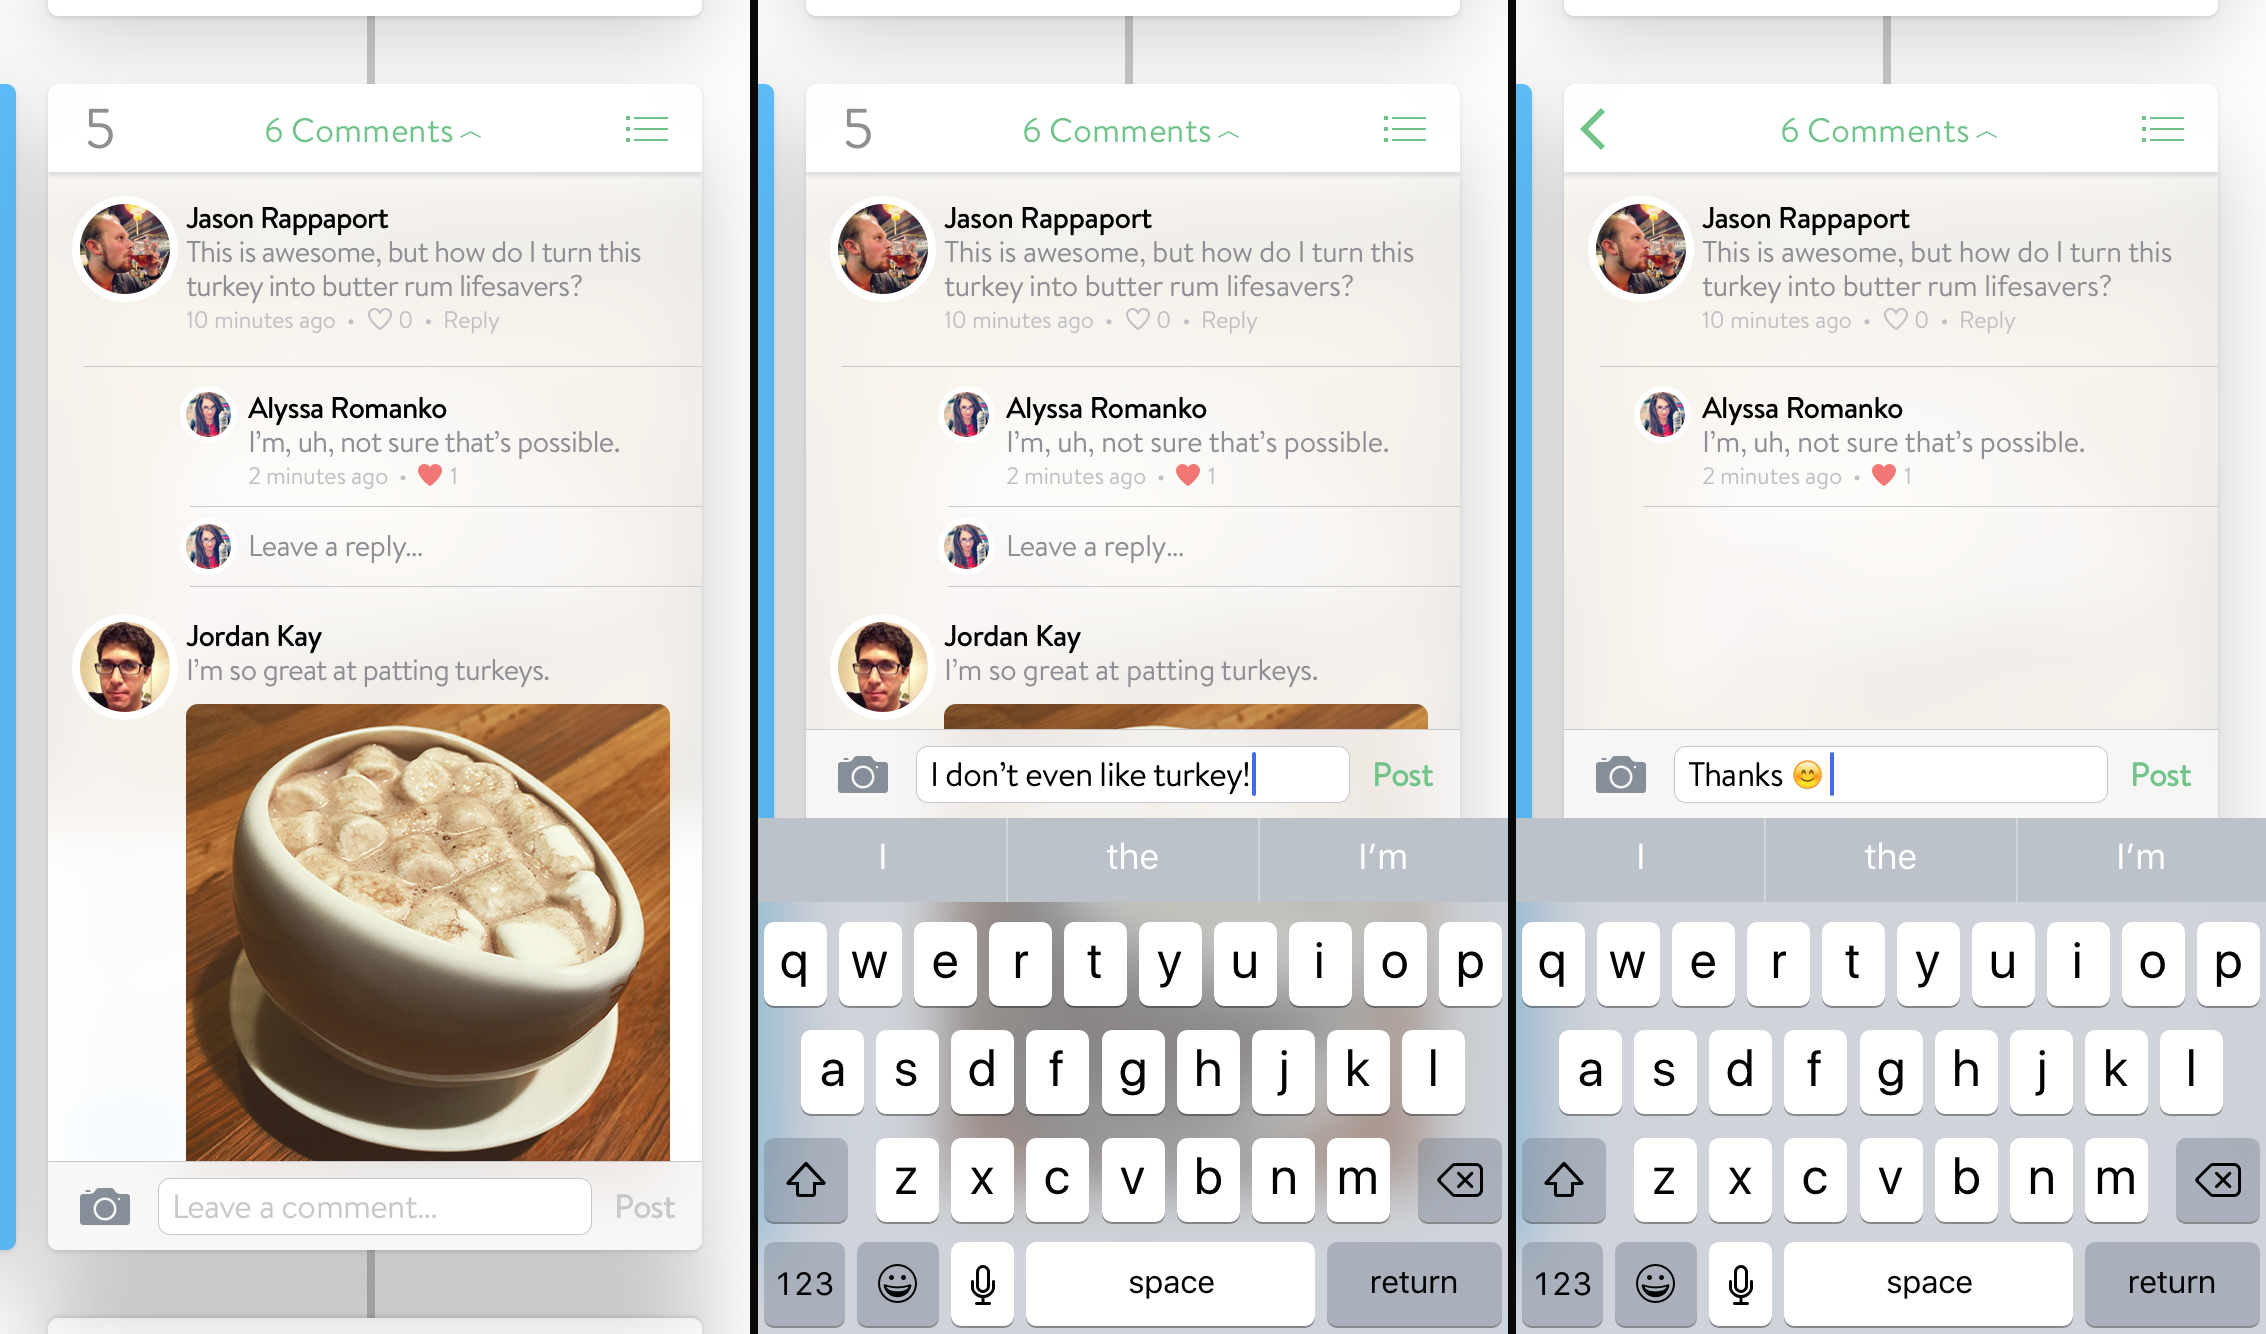 5
6 Comments
Jason Rappaport
This is awesome, but how do I turn this
turkey into butter rum lifesavers?
10 minutes ago • 0 • Reply
Alyssa Romanko
I’m, uh, not sure that’s possible.
2 minutes ago • 1
Leave a reply...
Jordan Kay
I’m so great at patting turkeys.
Leave a comment...
Post
5
6 Comments
Jason Rappaport
This is awesome, but how do I turn this
turkey into butter rum lifesavers?
10 minutes ago • 0 • Reply
Alyssa Romanko
I’m, uh, not sure that’s possible.
2 minutes ago • 1
Leave a reply...
Jordan Kay
I’m so great at patting turkeys.
I don’t even like turkey!
Post
I the I’m
q w e r t y u i o p
a s d f g h j k l
z x c v b n m
123 space return
6 Comments
Jason Rappaport
This is awesome, but how do I turn this
turkey into butter rum lifesavers?
10 minutes ago • 0 • Reply
Alyssa Romanko
I’m, uh, not sure that’s possible.
2 minutes ago • 1
Thanks 😊
Post
I the I’m
q w e r t y u i o p
a s d f g h j k l
z x c v b n m
123 space return